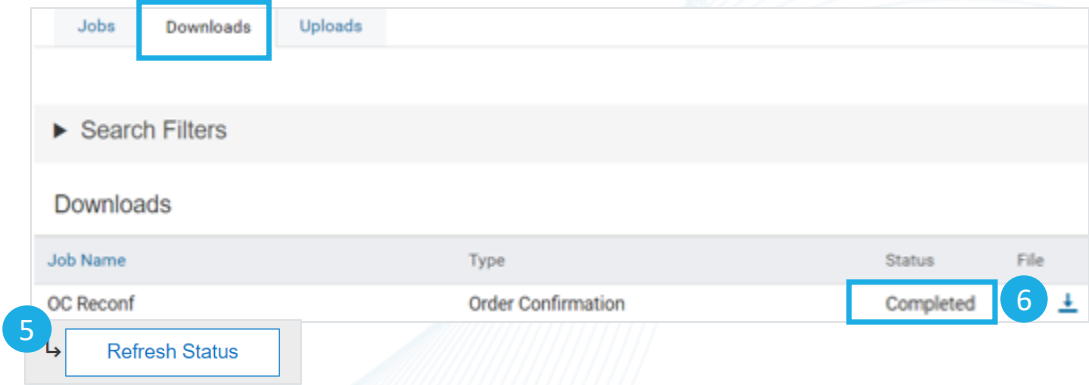 Jobs Downloads Uploads
Search Filters
Downloads
Job Name Type Status File
OC Reconf Order Confirmation Completed 6
5
Refresh Status